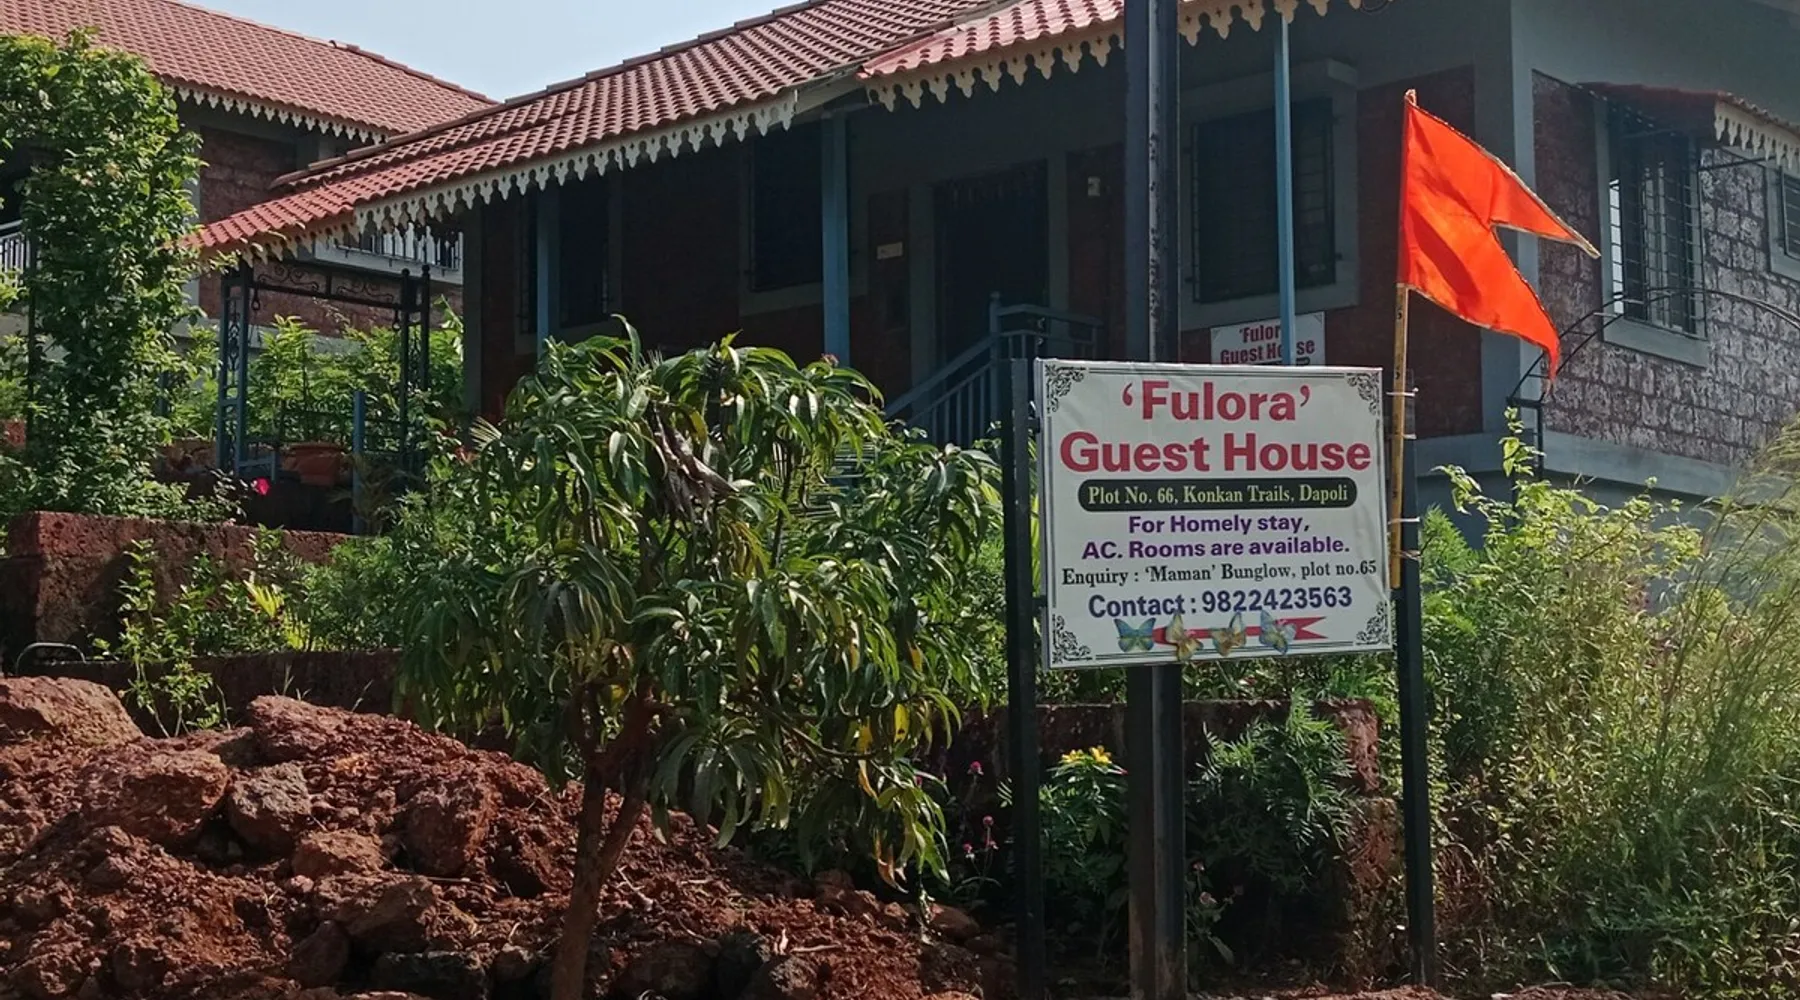 'Fulora'
Guest House
Plot No. 66, Konkan Trails, Dapoli
For Homely stay,
AC. Rooms are available.
Enquiry : 'Maman' Bunglow, plot no.65
Contact : 9822423563
'Fulora
Guest House